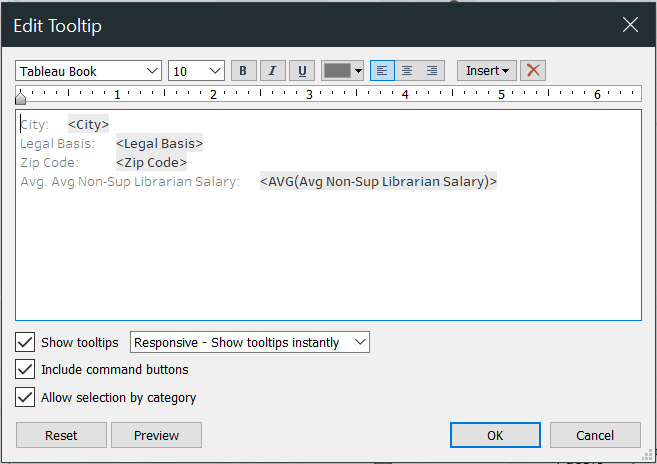 Edit Tooltip
Tableau Book 10 B I U Insert
1 2 3 4 5 6
City: <City>
Legal Basis: <Legal Basis>
Zip Code: <Zip Code>
Avg. Avg Non-Sup Librarian Salary: <AVG(Avg Non-Sup Librarian Salary)>
Show tooltips Responsive - Show tooltips instantly
Include command buttons
Allow selection by category
Reset Preview OK Cancel